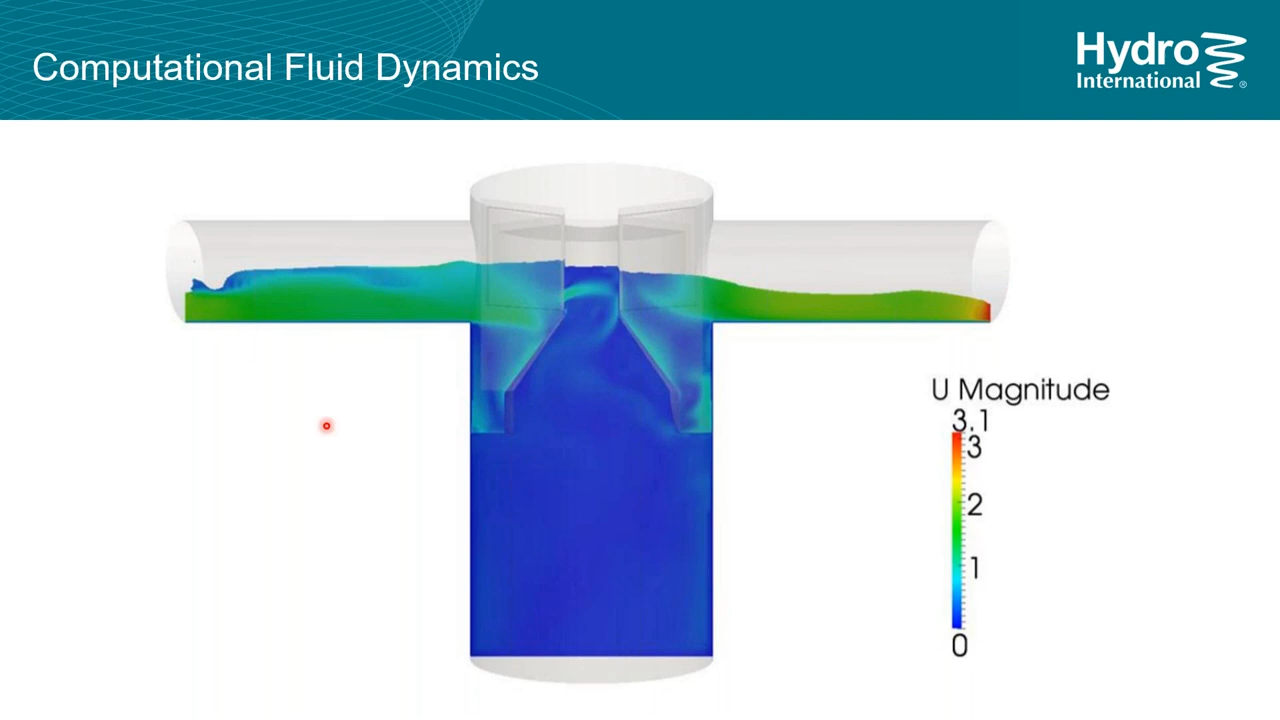 Computational Fluid Dynamics
Hydro
International ®
U Magnitude
3.1
3
2
1
0